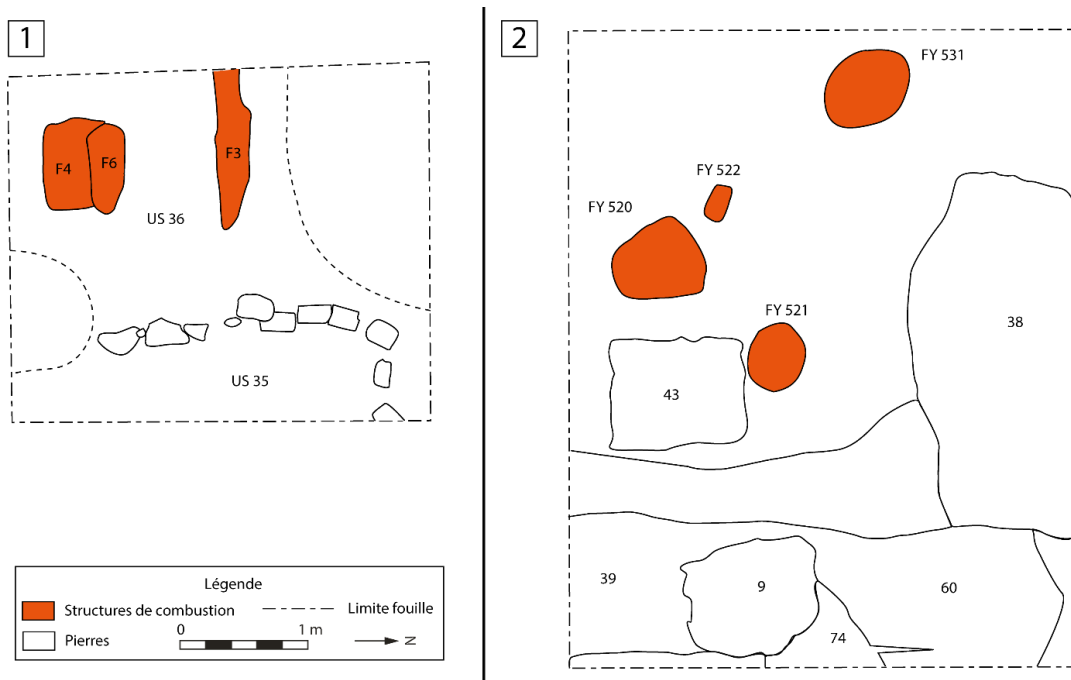 1
F4
F6
F3
US 36
US 35
Légende
Structures de combustion
Limite fouille
Pierres
0
1 m
N
2
FY 531
FY 522
FY 520
FY 521
38
43
39
9
60
74